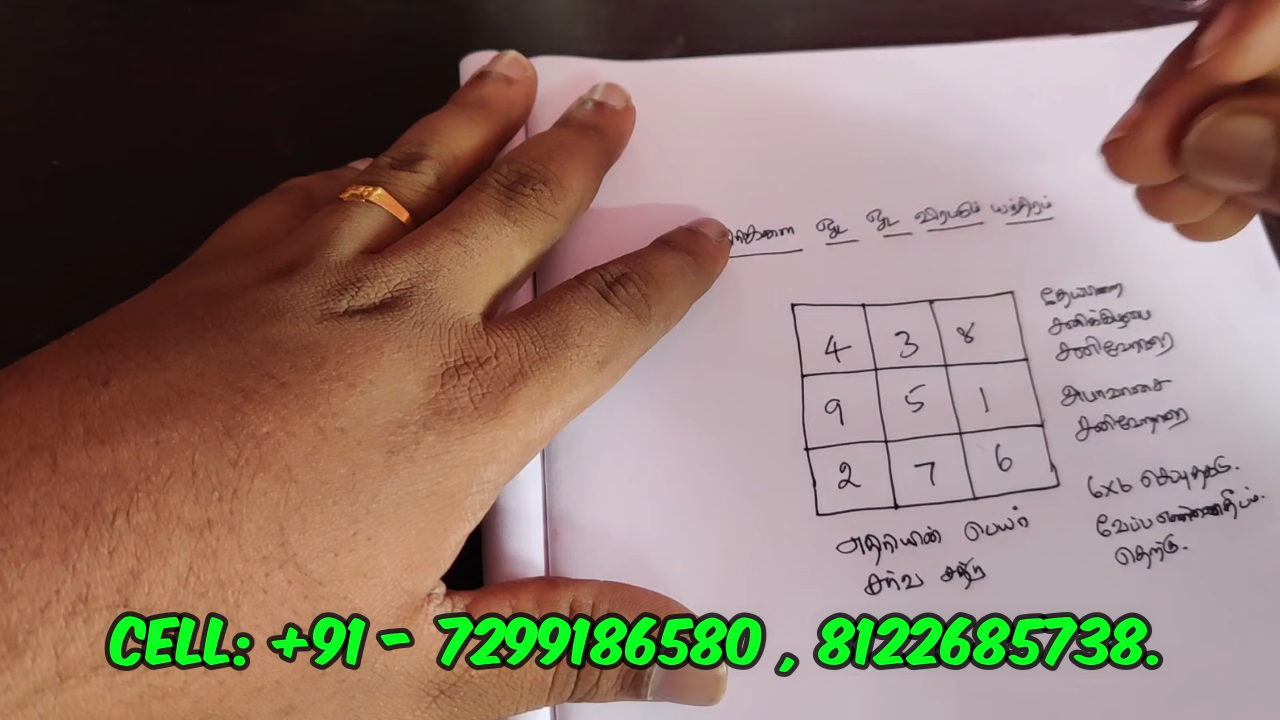 ஓட ஓட விரட்டும் யந்திரம்
4 3 8
9 5 1
2 7 6
தேய்பிறை
சனிக்கிழமை
சனிஹோரை
அமாவாசை
சனிஹோரை
6x6 செப்புதகடு.
வேப்பஎண்ணைதீபம்.
தெற்கு.
எதிரியின் பெயர்
சர்வ சத்ரு
CELL: +91 - 7299186580 , 8122685738.